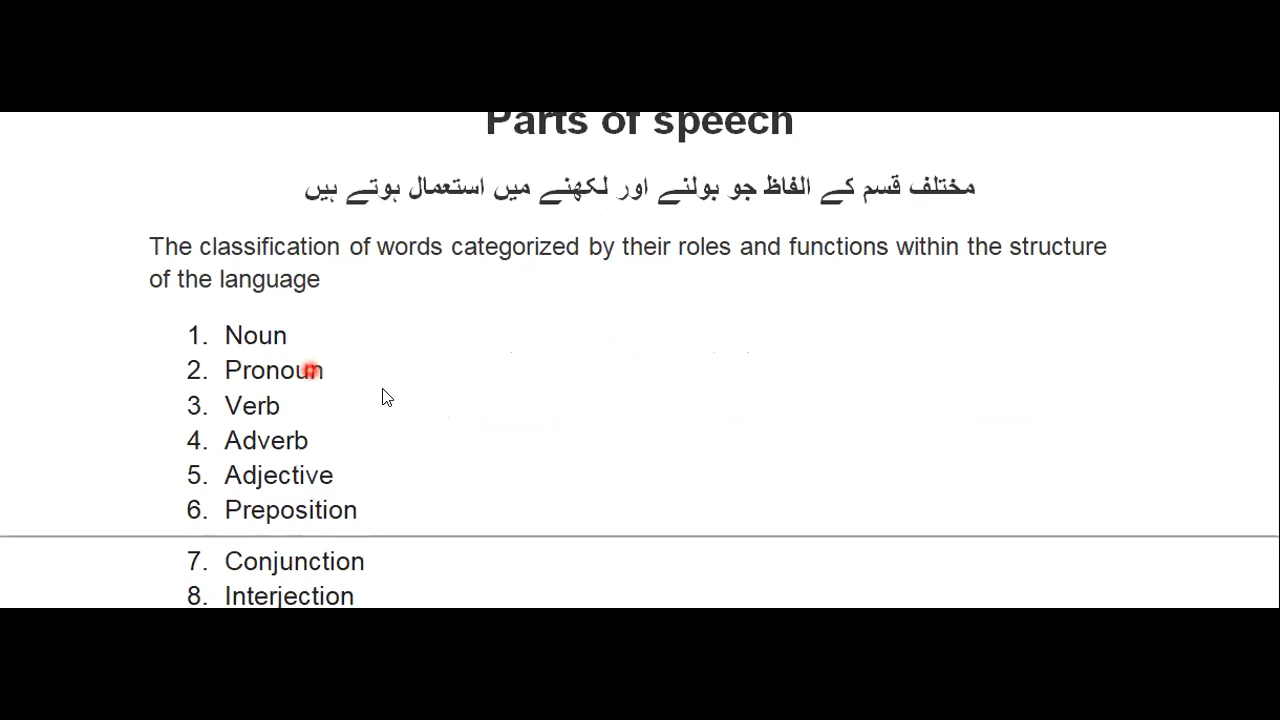 Parts of speech
مختلف قسم کے الفاظ جو بولنے اور لکھنے میں استعمال ہوتے ہیں
The classification of words categorized by their roles and functions within the structure
of the language
1. Noun
2. Pronoun
3. Verb
4. Adverb
5. Adjective
6. Preposition
7. Conjunction
8. Interjection